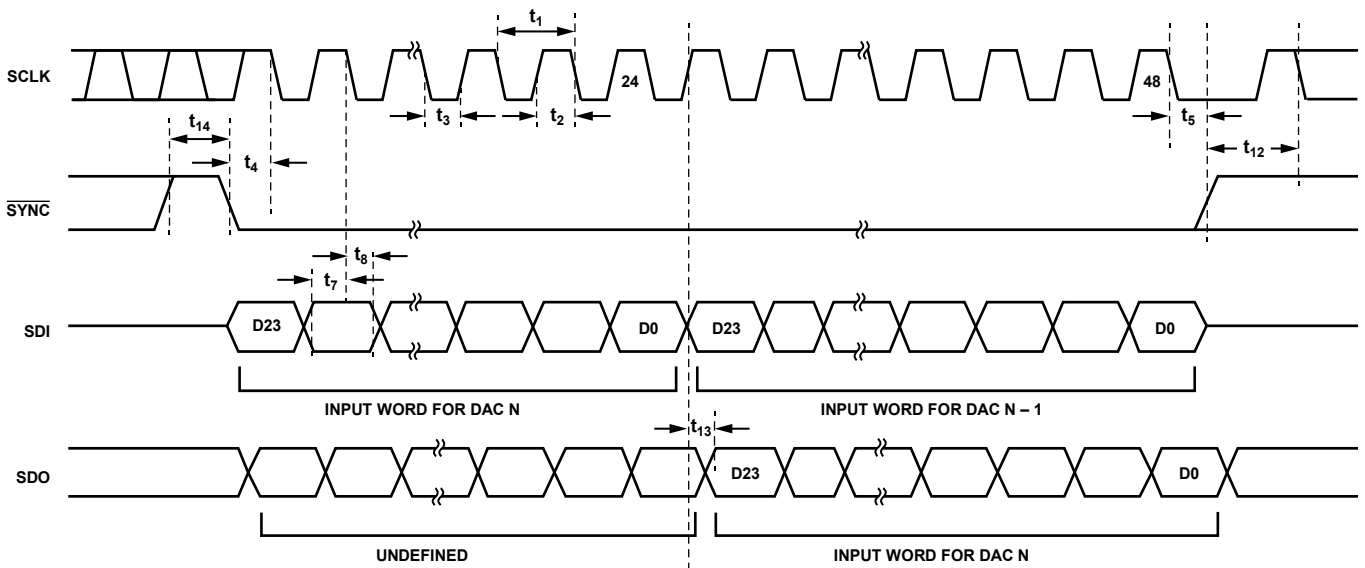 t1
SCLK
24
48
t3
t2
t5
t14
t4
t12
SYNC
t8
t7
SDI
D23
D0
D23
D0
INPUT WORD FOR DAC N
INPUT WORD FOR DAC N – 1
t13
SDO
D23
D0
UNDEFINED
INPUT WORD FOR DAC N